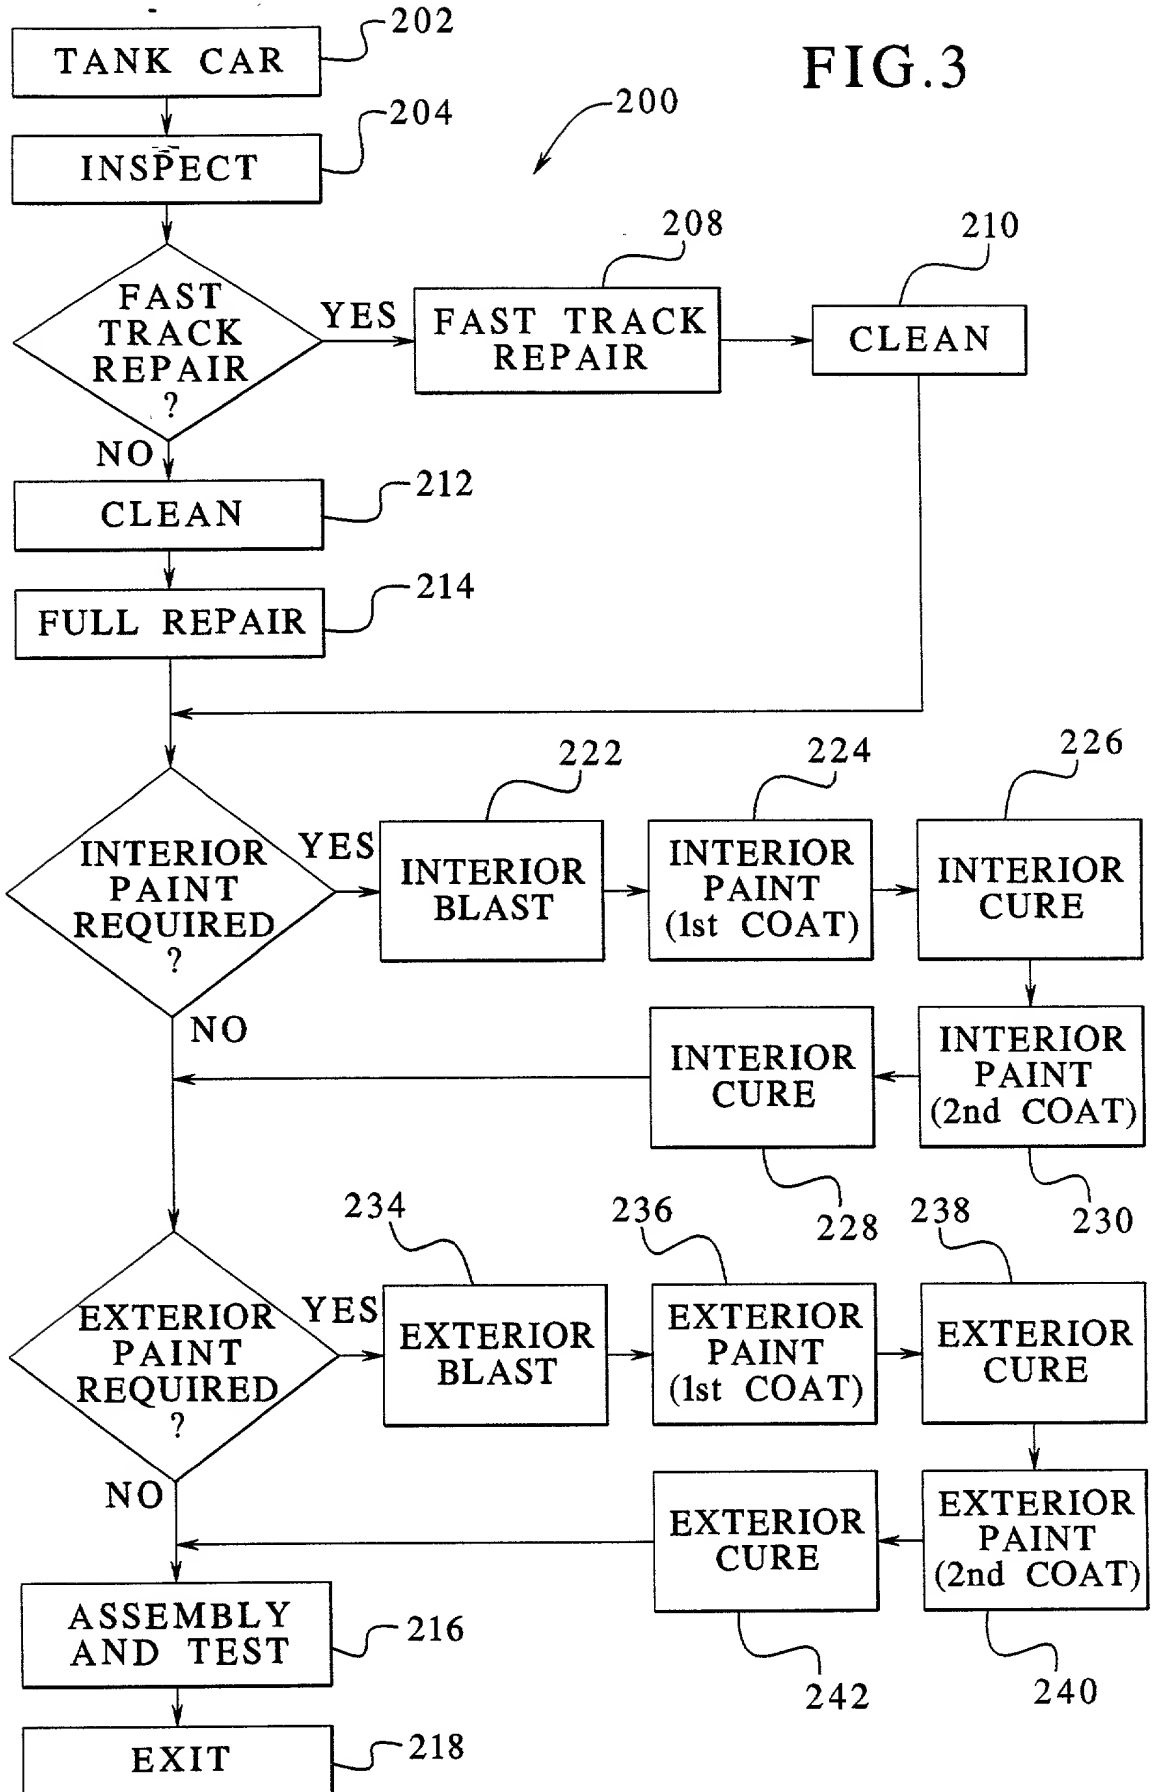 202
TANK CAR
FIG.3
200
204
INSPECT
208
210
FAST
TRACK
REPAIR
?
YES
FAST TRACK
REPAIR
CLEAN
NO
212
CLEAN
214
FULL REPAIR
222
224
226
INTERIOR
PAINT
REQUIRED
?
YES
INTERIOR
BLAST
INTERIOR
PAINT
(1st COAT)
INTERIOR
CURE
NO
INTERIOR
CURE
INTERIOR
PAINT
(2nd COAT)
228
230
234
236
238
EXTERIOR
PAINT
REQUIRED
?
YES
EXTERIOR
BLAST
EXTERIOR
PAINT
(1st COAT)
EXTERIOR
CURE
NO
EXTERIOR
CURE
EXTERIOR
PAINT
(2nd COAT)
242
240
ASSEMBLY
AND TEST
216
EXIT
218